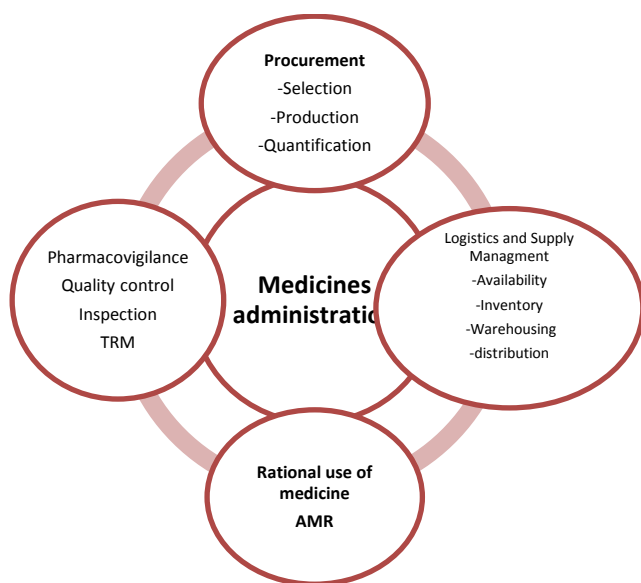 Procurement
-Selection
-Production
-Quantification
Logistics and Supply
Managment
-Availability
-Inventory
-Warehousing
-distribution
Pharmacovigilance
Quality control
Inspection
TRM
Medicines
administratio
Rational use of
medicine
AMR